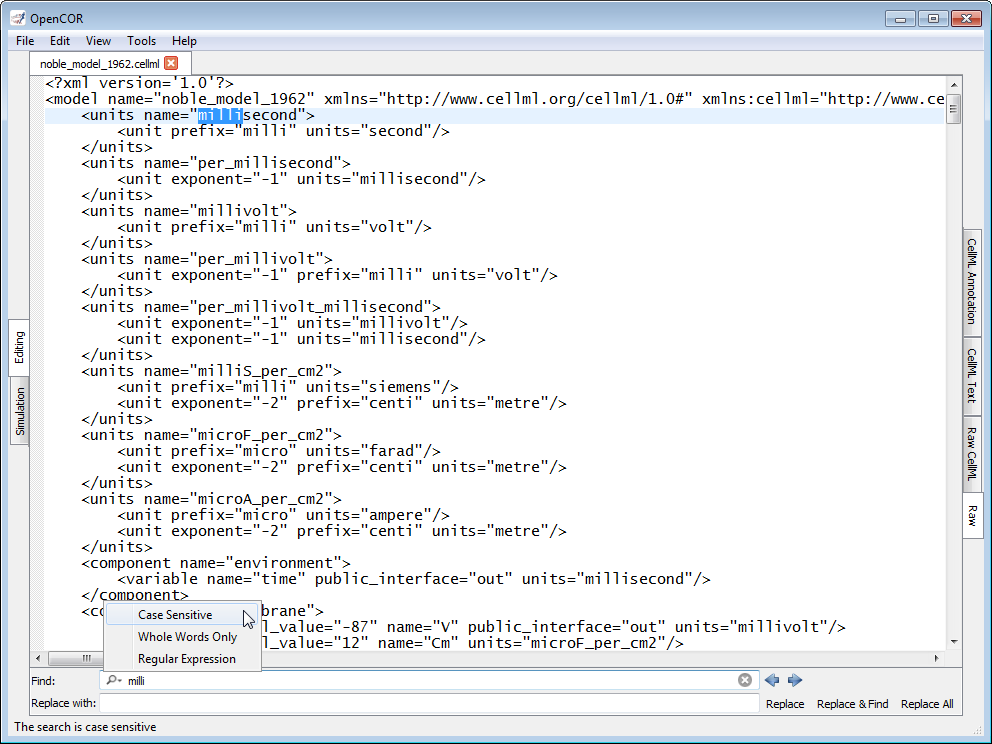 OpenCOR
File Edit View Tools Help
noble_model_1962.cellml
<?xml version='1.0'?>
<model name="noble_model_1962" xmlns="http://www.cellml.org/cellml/1.0#" xmlns:cellml="http://www.ce
<units name="millisecond">
<unit prefix="milli" units="second"/>
</units>
<units name="per_millisecond">
<unit exponent="-1" units="millisecond"/>
</units>
<units name="millivolt">
<unit prefix="milli" units="volt"/>
</units>
<units name="per_millivolt">
<unit exponent="-1" prefix="milli" units="volt"/>
</units>
<units name="per_millivolt_millisecond">
<unit exponent="-1" units="millivolt"/>
<unit exponent="-1" units="millisecond"/>
</units>
<units name="milliS_per_cm2">
<unit prefix="milli" units="siemens"/>
<unit exponent="-2" prefix="centi" units="metre"/>
</units>
<units name="microF_per_cm2">
<unit prefix="micro" units="farad"/>
<unit exponent="-2" prefix="centi" units="metre"/>
</units>
<units name="microA_per_cm2">
<unit prefix="micro" units="ampere"/>
<unit exponent="-2" prefix="centi" units="metre"/>
</units>
<component name="environment">
<variable name="time" public_interface="out" units="millisecond"/>
</component>
<co brane">
l_value="-87" name="V" public_interface="out" units="millivolt"/>
l_value="12" name="Cm" units="microF_per_cm2"/>
Case Sensitive
Whole Words Only
Regular Expression
Editing
Simulation
CellML Annotation
CellML Text
Raw CellML
Raw
Find: milli
Replace with: Replace Replace & Find Replace All
The search is case sensitive